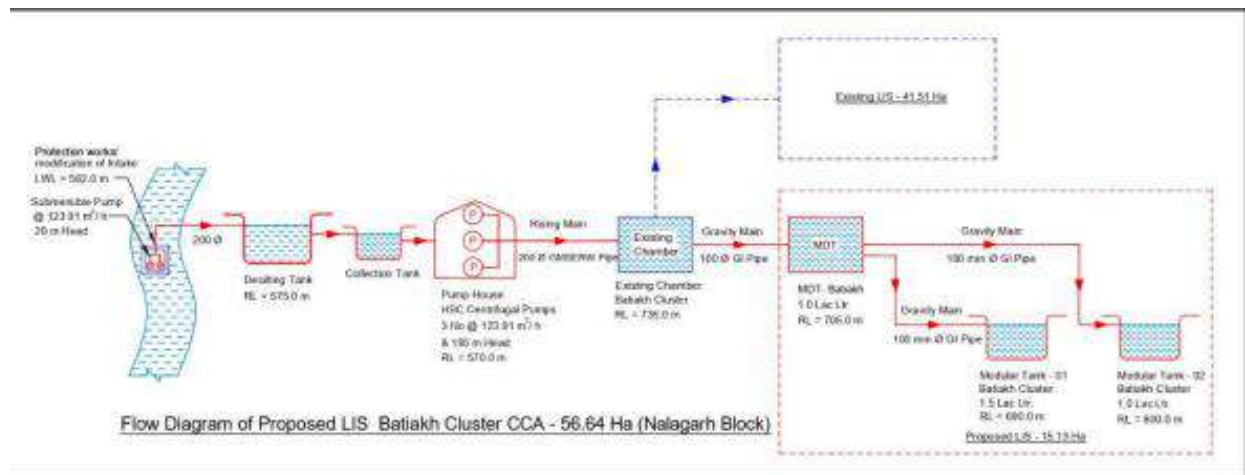 Existing LIS - 41.51 Ha
Protection works/
modification of Intake
LWL = 562.0 m
Submersible Pump
@ 123.91 m³/ h
20 m Head
200 Ø
Desilting Tank
RL = 575.0 m
Collection Tank
P
P
P
Pump House
HSC Centrifugal Pumps
3 No @ 123.91 m³/ h
& 195 m Head
RL = 570.0 m
Rising Main
200 Ø Pipe
Existing
Chamber
Existing Chamber
Batiakh Cluster
RL = 735.0 m
Gravity Main
100 Ø GI Pipe
MDT
MDT- Batiakh
1.0 Lac Ltr
RL = 705.0 m
Gravity Main
100 mm Ø GI Pipe
Gravity Main
100 mm Ø GI Pipe
Modular Tank - 01
Batiakh Cluster
1.5 Lac Ltr.
RL = 690.0 m
Modular Tank - 02
Batiakh Cluster
1.0 Lac Ltr
RL =
Proposed LIS - 15.13 Ha
Flow Diagram of Proposed LIS Batiakh Cluster CCA - 56.64 Ha (Nalagarh Block)